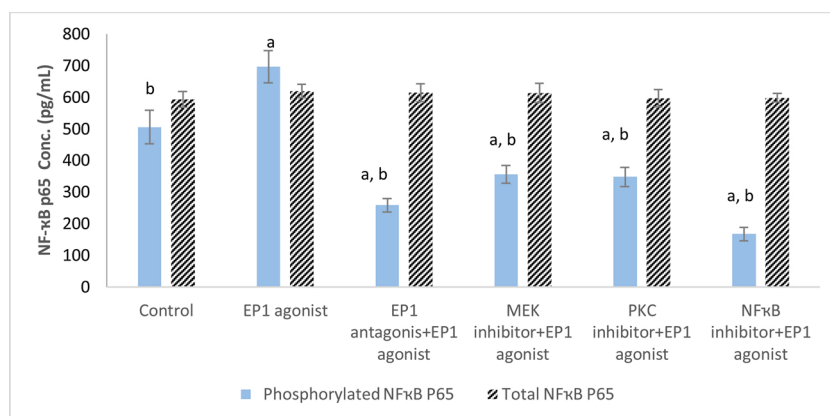 NF-κB p65 Conc. (pg/mL)
800
700
600
500
400
300
200
100
0
b
a
a, b
a, b
a, b
a, b
Control
EP1 agonist
EP1
antagonis+EP1
agonist
MEK
inhibitor+EP1
agonist
PKC
inhibitor+EP1
agonist
NFκB
inhibitor+EP1
agonist
Phosphorylated NFκB P65
Total NFκB P65